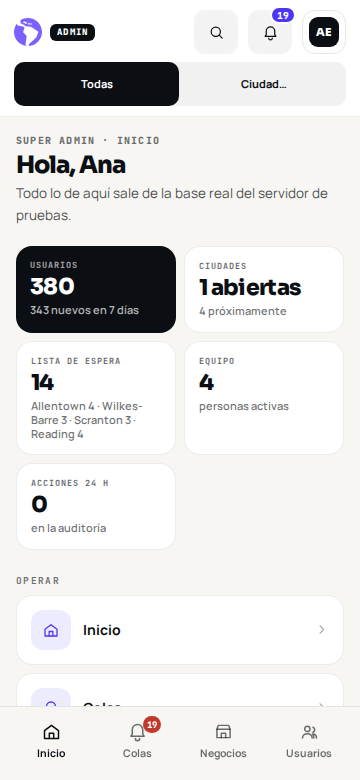 ADMIN
19
AE
Todas
Ciudad…
SUPER ADMIN · INICIO
Hola, Ana
Todo lo de aquí sale de la base real del servidor de
pruebas.
USUARIOS
380
343 nuevos en 7 días
CIUDADES
1 abiertas
4 próximamente
LISTA DE ESPERA
14
Allentown 4 · Wilkes-
Barre 3 · Scranton 3 ·
Reading 4
EQUIPO
4
personas activas
ACCIONES 24 H
0
en la auditoría
OPERAR
Inicio
Colas
19
Inicio
Colas
Negocios
Usuarios